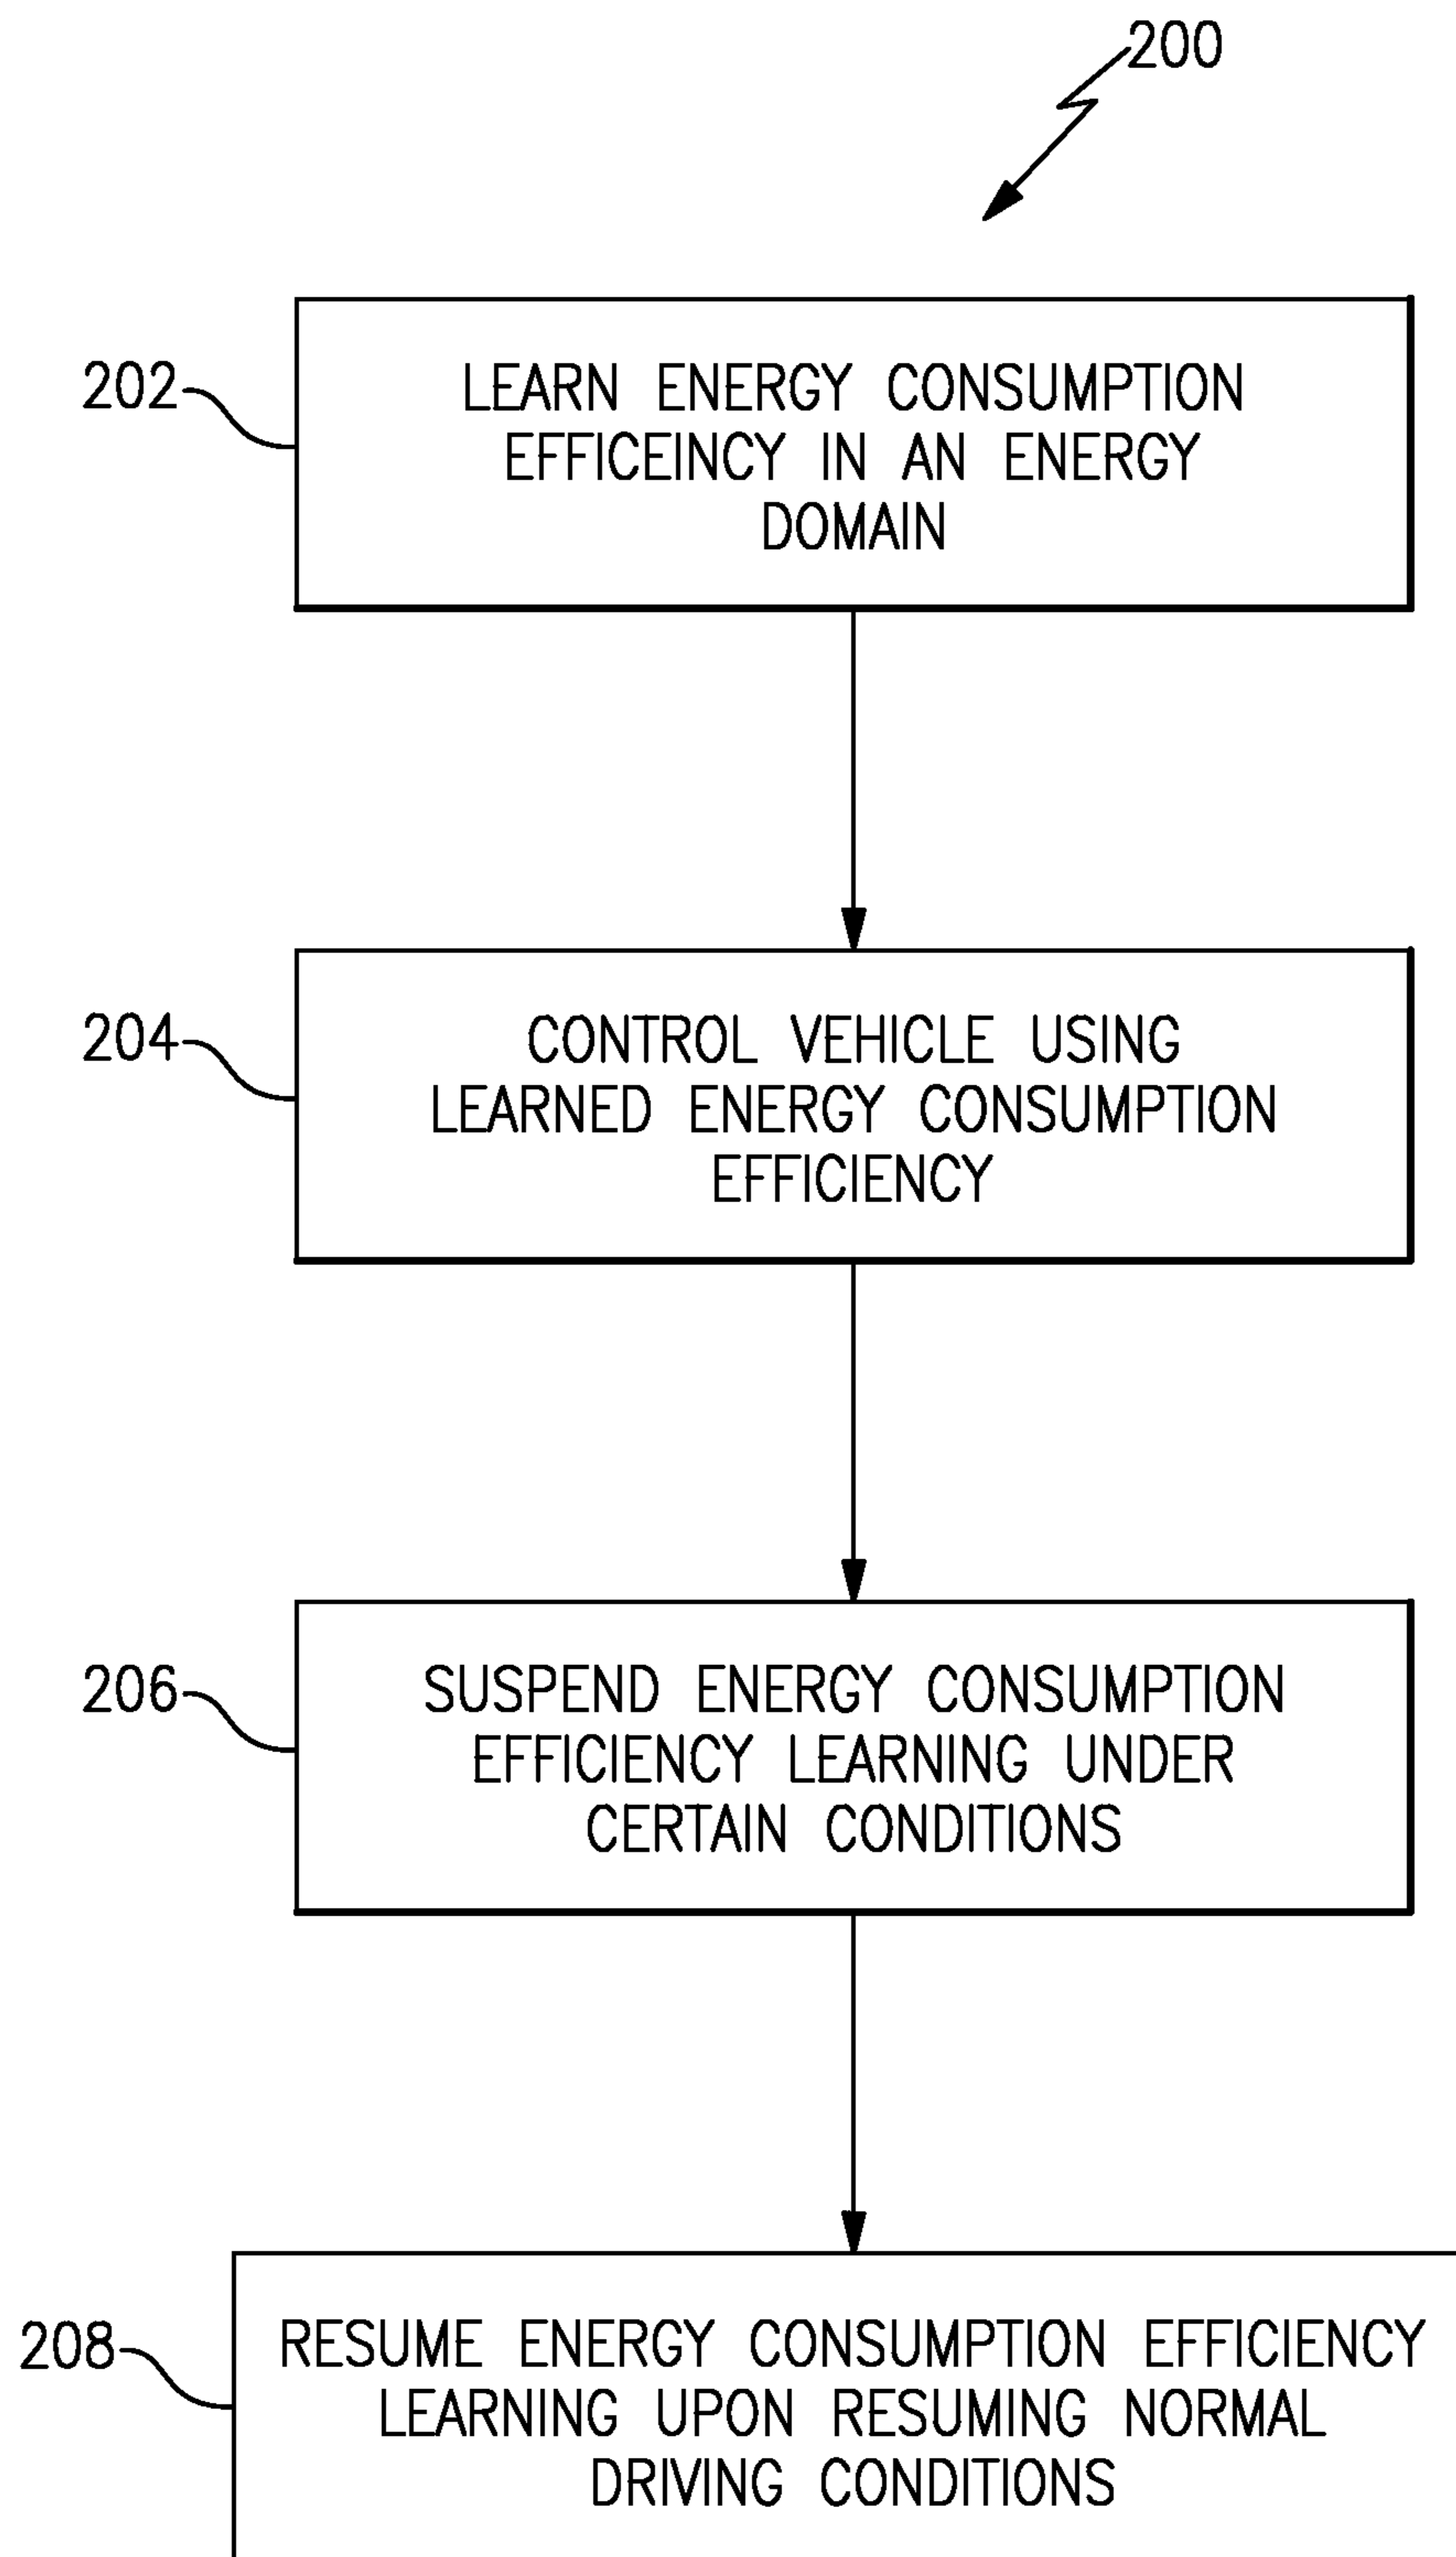 200
202
LEARN ENERGY CONSUMPTION
EFFICEINCY IN AN ENERGY
DOMAIN
204
CONTROL VEHICLE USING
LEARNED ENERGY CONSUMPTION
EFFICIENCY
206
SUSPEND ENERGY CONSUMPTION
EFFICIENCY LEARNING UNDER
CERTAIN CONDITIONS
208
RESUME ENERGY CONSUMPTION EFFICIENCY
LEARNING UPON RESUMING NORMAL
DRIVING CONDITIONS